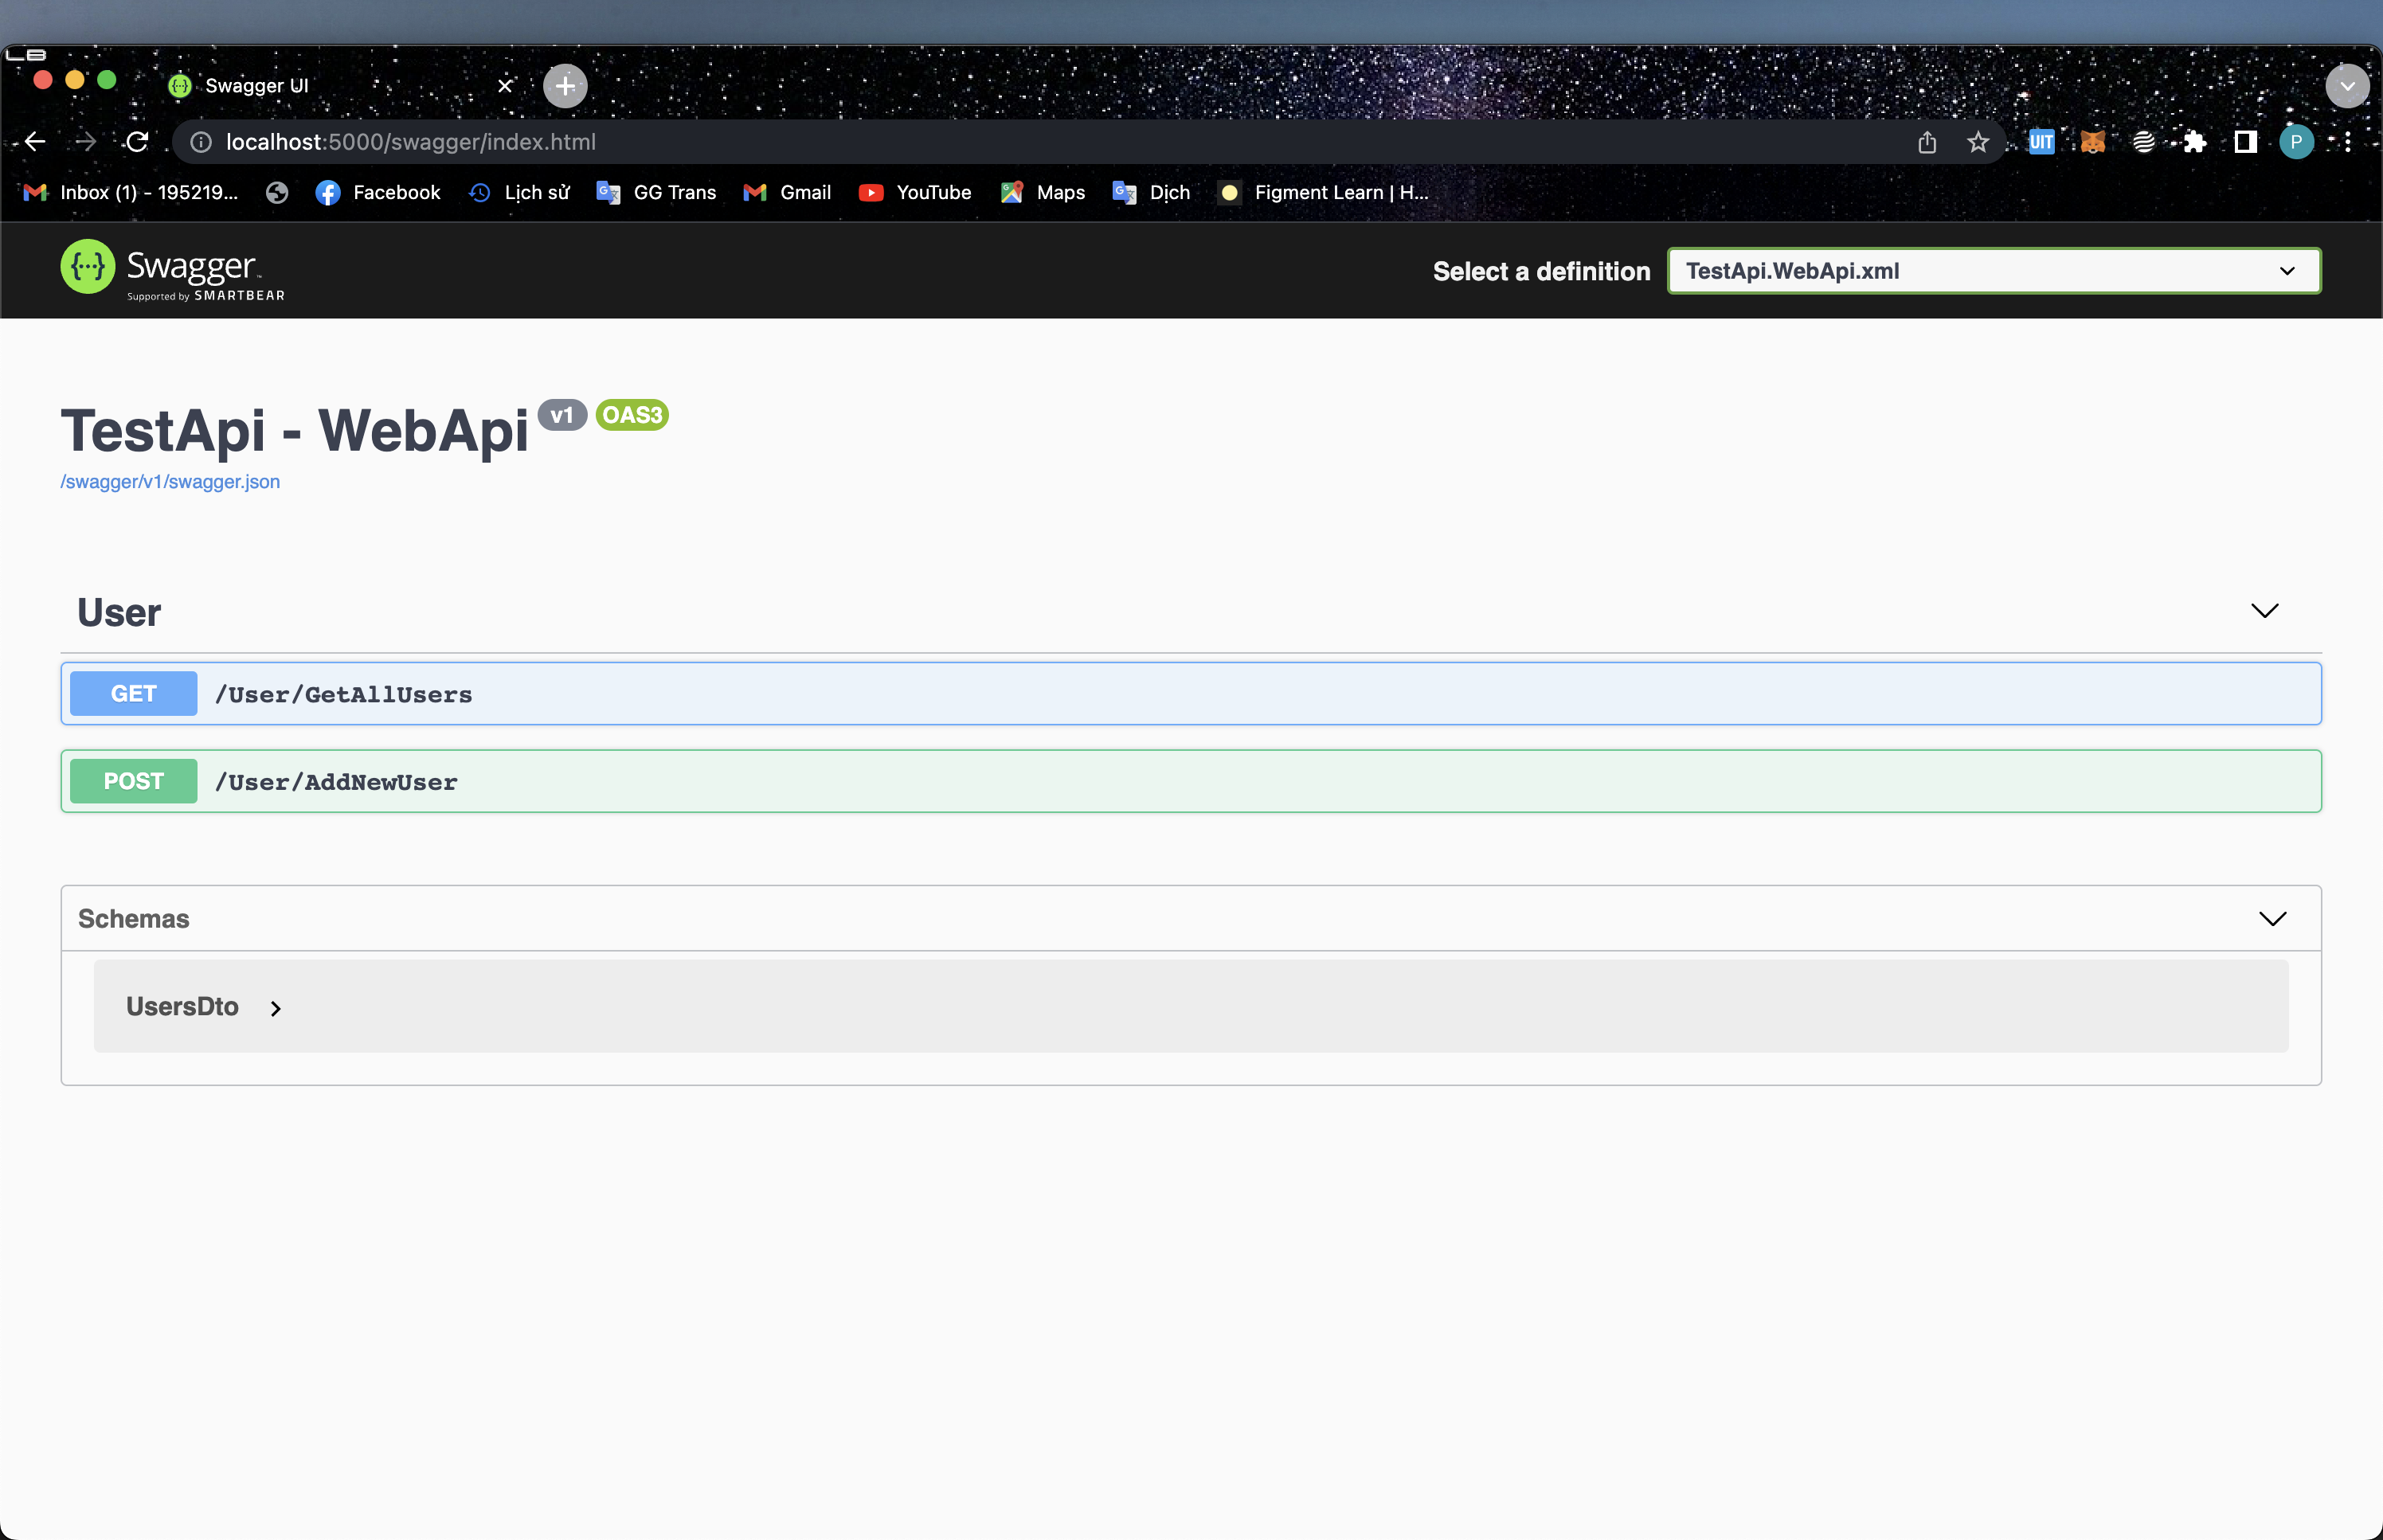 Swagger UI
localhost:5000/swagger/index.html
UIT
P
Inbox (1) - 195219...
Facebook
Lịch sử
GG Trans
Gmail
YouTube
Maps
Dịch
Figment Learn | H...
Swagger
Supported by SMARTBEAR
Select a definition
TestApi.WebApi.xml
TestApi - WebApi v1 OAS3
/swagger/v1/swagger.json
User
GET /User/GetAllUsers
POST /User/AddNewUser
Schemas
UsersDto